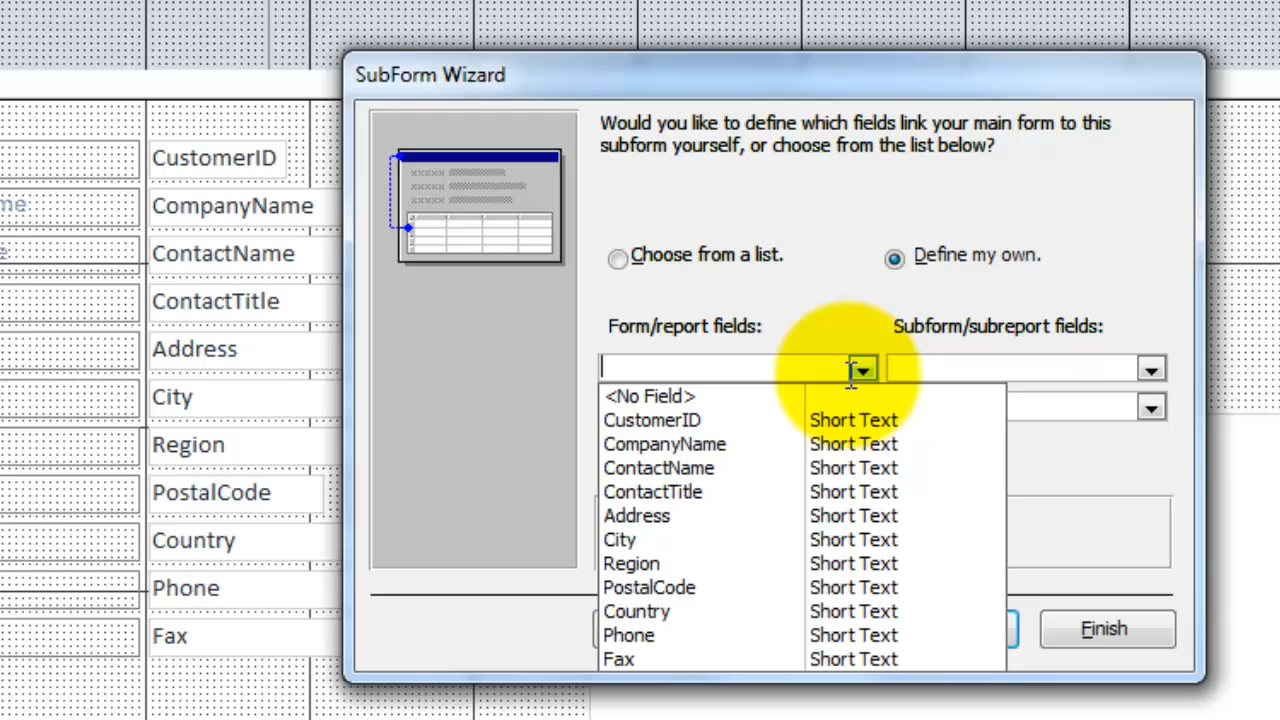 SubForm Wizard
Would you like to define which fields link your main form to this
subform yourself, or choose from the list below?
Choose from a list.
Define my own.
Form/report fields:
Subform/subreport fields:
<No Field>
CustomerID Short Text
CompanyName Short Text
ContactName Short Text
ContactTitle Short Text
Address Short Text
City Short Text
Region Short Text
PostalCode Short Text
Country Short Text
Phone Short Text
Fax Short Text
Finish
CustomerID
CompanyName
ContactName
ContactTitle
Address
City
Region
PostalCode
Country
Phone
Fax